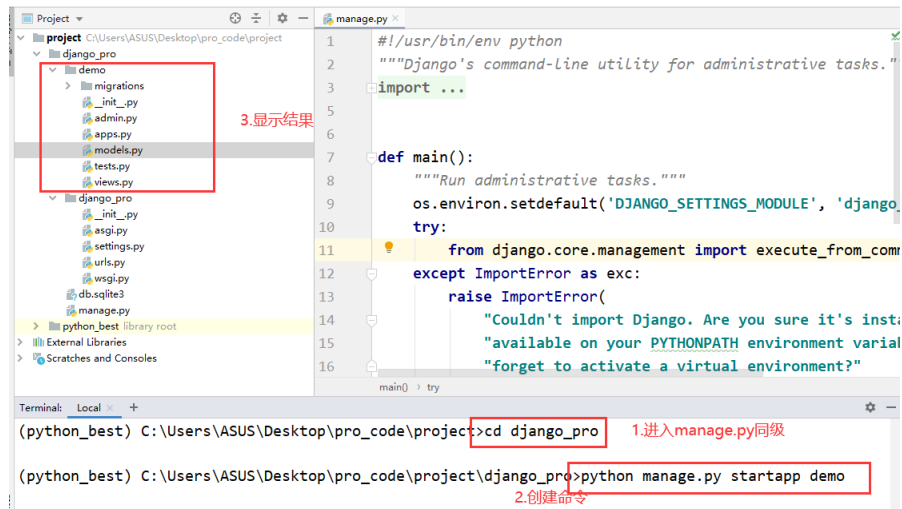 Project
manage.py
project C:\Users\ASUS\Desktop\pro_code\project
django_pro
demo
migrations
__init__.py
admin.py
apps.py
models.py
tests.py
views.py
django_pro
__init__.py
asgi.py
settings.py
urls.py
wsgi.py
db.sqlite3
manage.py
python_best library root
External Libraries
Scratches and Consoles
3.显示结果
1 #!/usr/bin/env python
2 """Django's command-line utility for administrative tasks."
3 import ...
5
6
7 def main():
8 """Run administrative tasks."""
9 os.environ.setdefault('DJANGO_SETTINGS_MODULE', 'django_
10 try:
11 from django.core.management import execute_from_comm
12 except ImportError as exc:
13 raise ImportError(
14 "Couldn't import Django. Are you sure it's insta
15 "available on your PYTHONPATH environment variab
16 "forget to activate a virtual environment?"
main() › try
Terminal: Local × +
(python_best) C:\Users\ASUS\Desktop\pro_code\project>cd django_pro
1.进入manage.py同级
(python_best) C:\Users\ASUS\Desktop\pro_code\project\django_pro>python manage.py startapp demo
2.创建命令